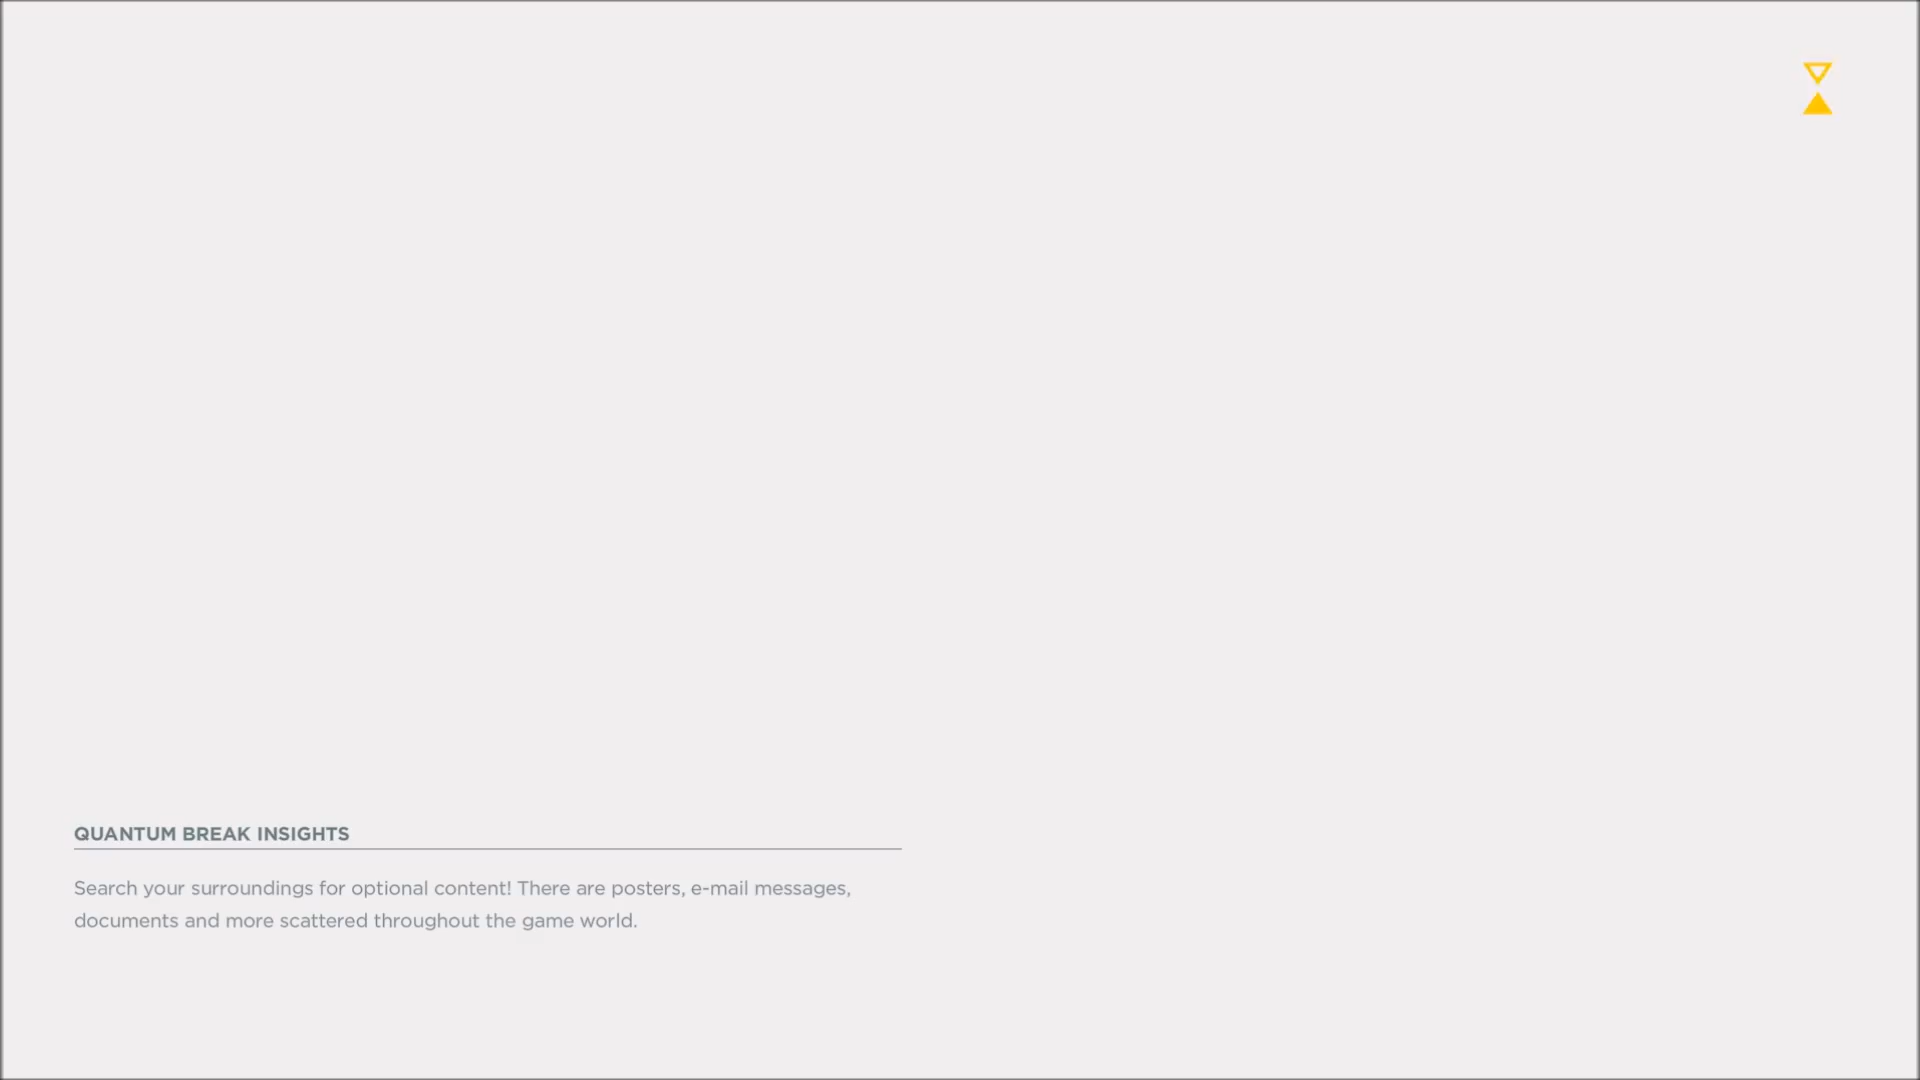 QUANTUM BREAK INSIGHTS
Search your surroundings for optional content! There are posters, e-mail messages,
documents and more scattered throughout the game world.